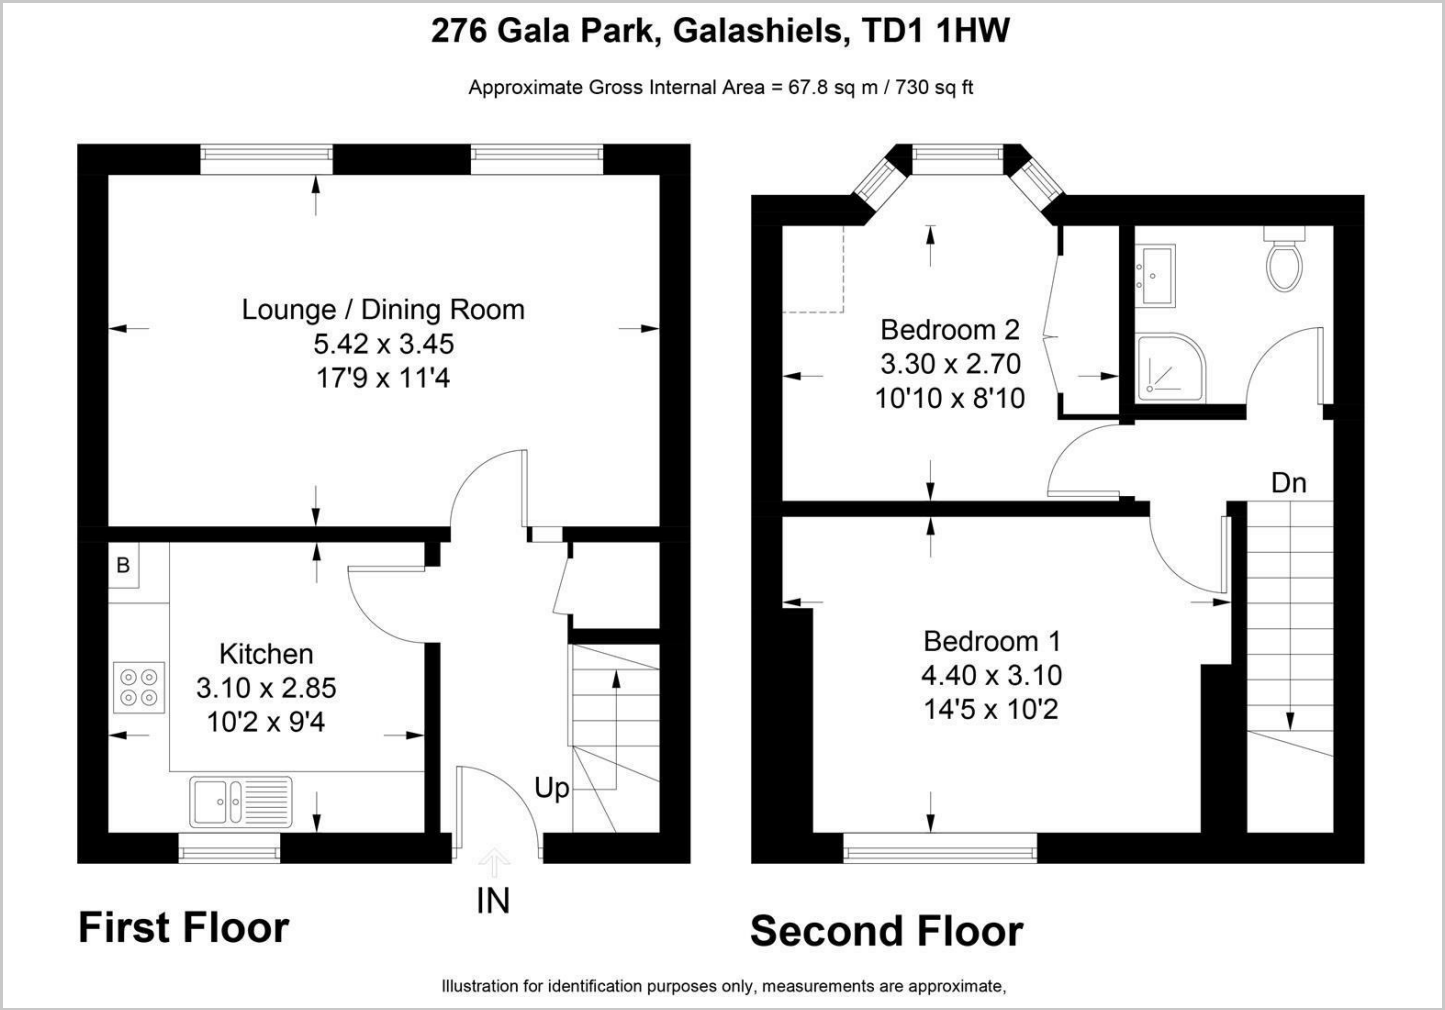 276 Gala Park, Galashiels, TD1 1HW
Approximate Gross Internal Area = 67.8 sq m / 730 sq ft
Lounge / Dining Room
5.42 x 3.45
17'9 x 11'4
B
Kitchen
3.10 x 2.85
10'2 x 9'4
Up
IN
First Floor
Bedroom 2
3.30 x 2.70
10'10 x 8'10
Dn
Bedroom 1
4.40 x 3.10
14'5 x 10'2
Second Floor
Illustration for identification purposes only, measurements are approximate,